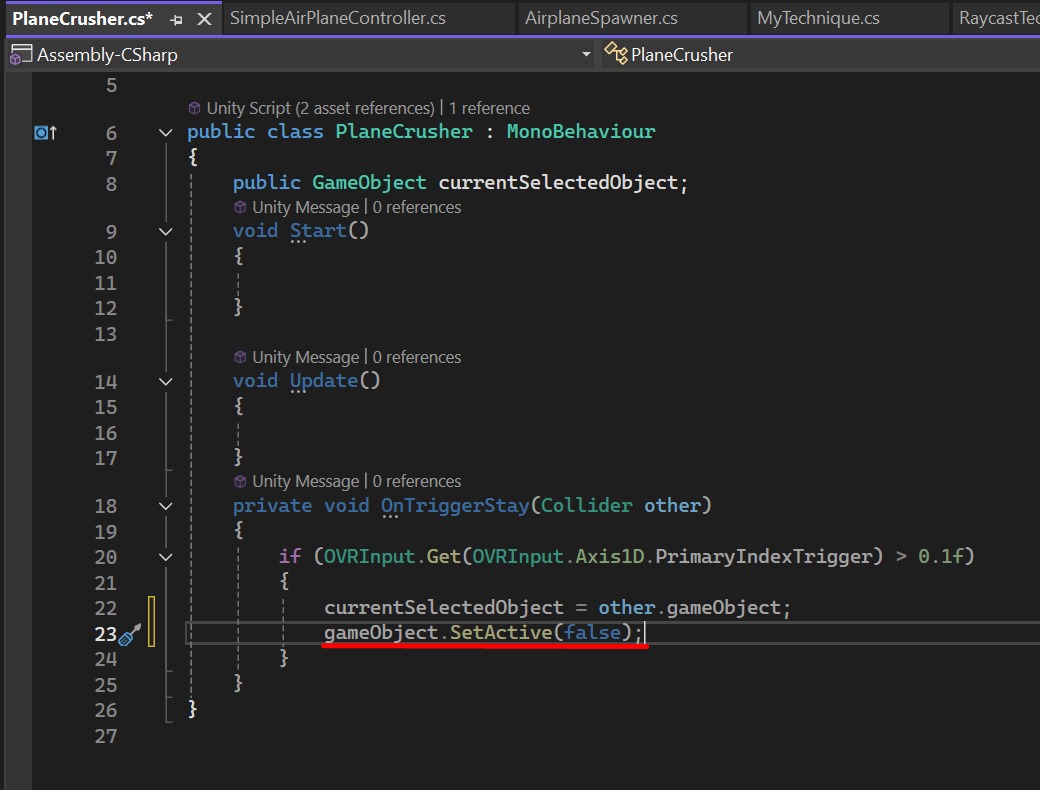 PlaneCrusher.cs* SimpleAirPlaneController.cs AirplaneSpawner.cs MyTechnique.cs RaycastTec
Assembly-CSharp PlaneCrusher
5
Unity Script (2 asset references) | 1 reference
6 public class PlaneCrusher : MonoBehaviour
7 {
8 public GameObject currentSelectedObject;
Unity Message | 0 references
9 void Start()
10 {
11
12 }
13
Unity Message | 0 references
14 void Update()
15 {
16
17 }
Unity Message | 0 references
18 private void OnTriggerStay(Collider other)
19 {
20 if (OVRInput.Get(OVRInput.Axis1D.PrimaryIndexTrigger) > 0.1f)
21 {
22 currentSelectedObject = other.gameObject;
23 gameObject.SetActive(false);
24 }
25 }
26 }
27